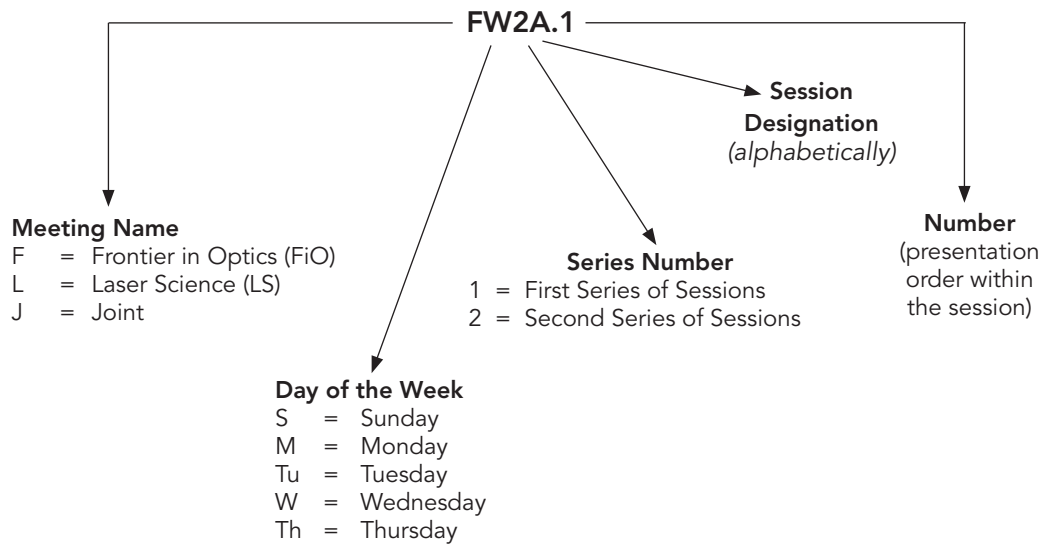 FW2A.1
Session
Designation
(alphabetically)
Meeting Name
F = Frontier in Optics (FiO)
L = Laser Science (LS)
J = Joint
Number
(presentation
order within
the session)
Series Number
1 = First Series of Sessions
2 = Second Series of Sessions
Day of the Week
S = Sunday
M = Monday
Tu = Tuesday
W = Wednesday
Th = Thursday